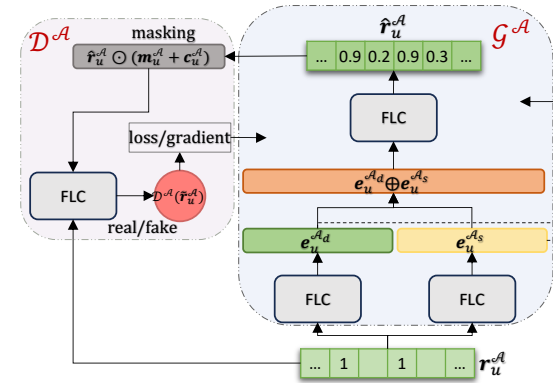 𝒟^𝒜
masking
r̂_u^𝒜 ⊙ (m_u^𝒜 + c_u^𝒜)
loss/gradient
FLC
𝒟^𝒜(r̃_u^𝒜)
real/fake
r̂_u^𝒜
𝒢^𝒜
... 0.9 0.2 0.9 0.3 ...
FLC
e_u^{𝒜_d} ⊕ e_u^{𝒜_s}
e_u^{𝒜_d} e_u^{𝒜_s}
FLC FLC
... 1 1 ... r_u^𝒜